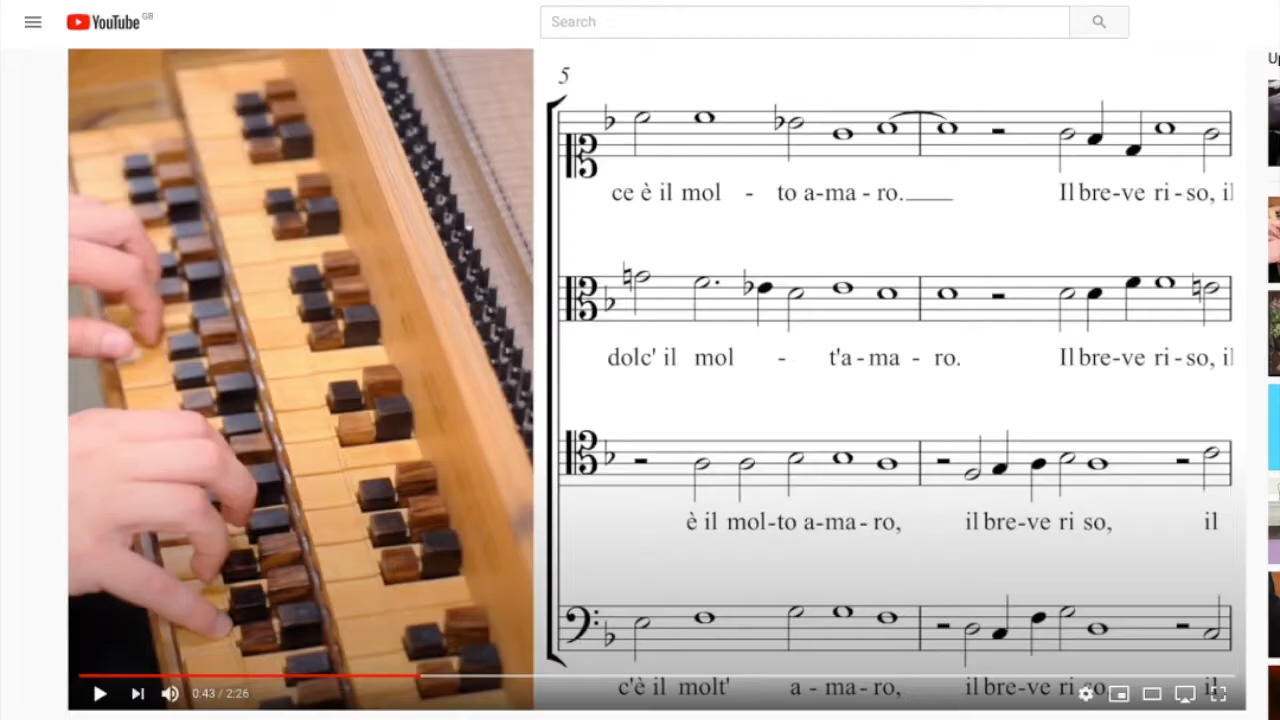 YouTube GB
Search
Up
5
ce è il mol - to a-ma - ro.
Il bre-ve ri - so, il
dolc' il mol - t'a-ma - ro.
Il bre-ve ri - so, il
è il mol-to a-ma - ro,
il bre-ve ri so,
il
c'è il molt' a - ma-ro,
il bre-ve ri so
il
0:43 / 2:26